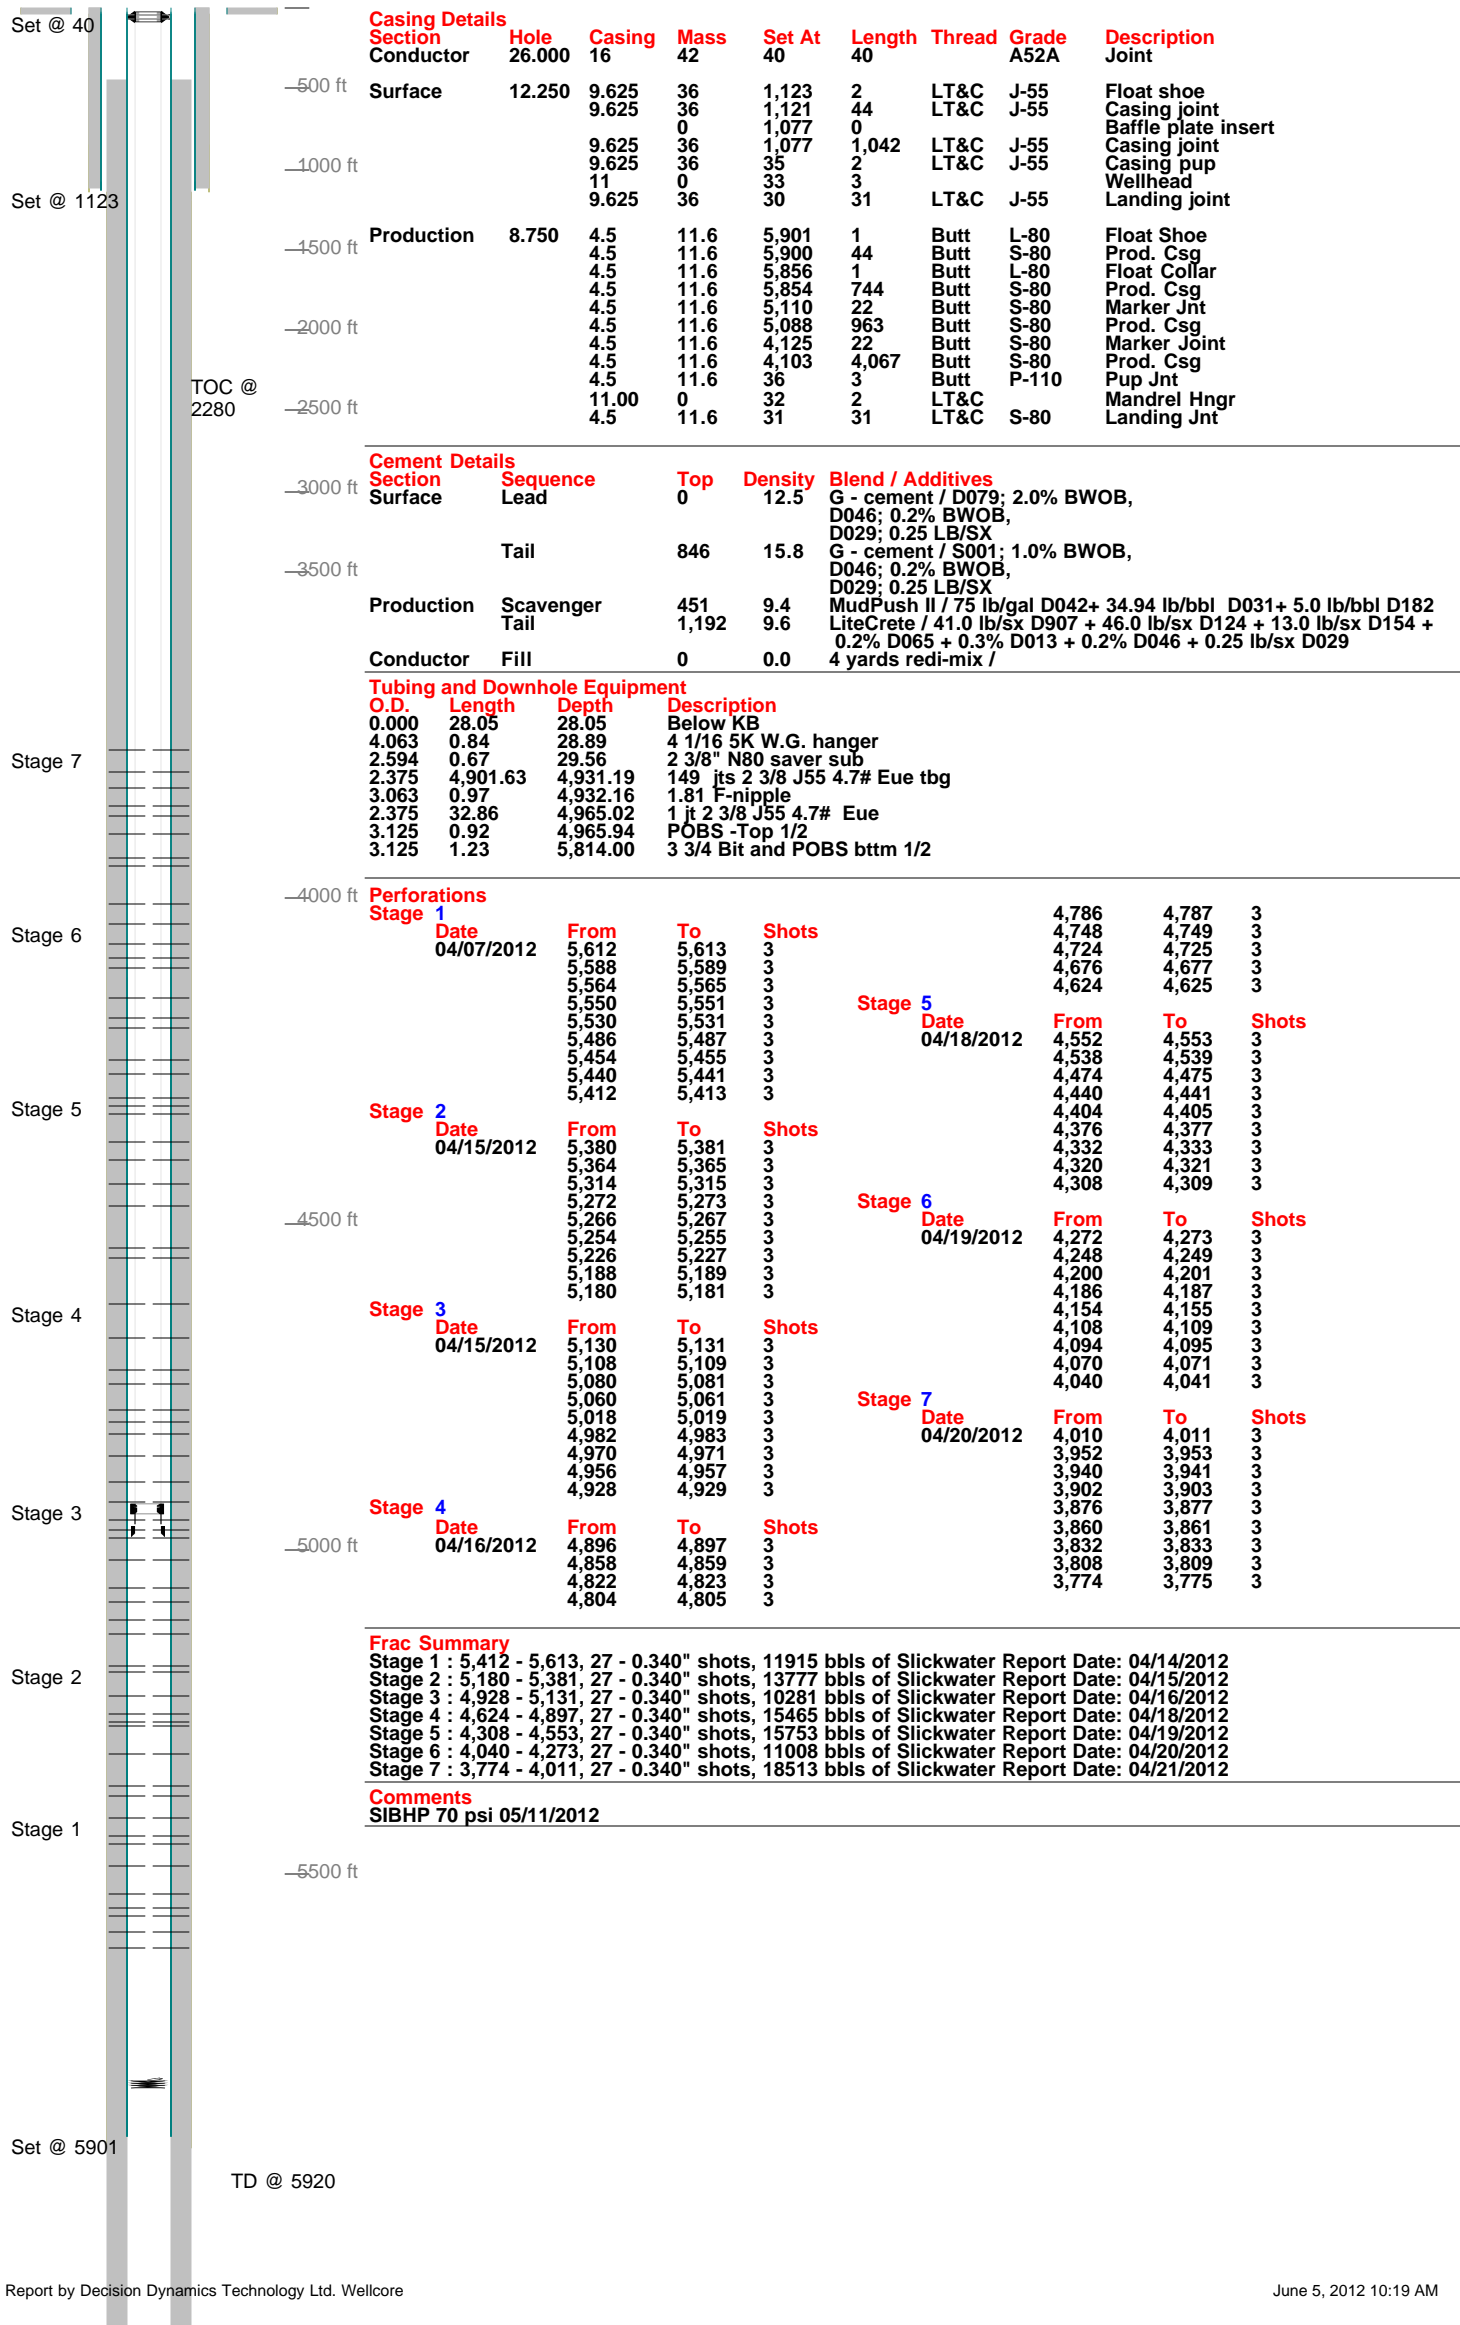 Set @ 40
Set @ 1123
TOC @
2280
Stage 7
Stage 6
Stage 5
Stage 4
Stage 3
Stage 2
Stage 1
Set @ 5901
TD @ 5920
500 ft
1000 ft
1500 ft
2000 ft
2500 ft
3000 ft
3500 ft
4000 ft
4500 ft
5000 ft
5500 ft
Casing Details
Section Hole Casing Mass Set At Length Thread Grade Description
Conductor 26.000 16 42 40 40 A52A Joint
Surface 12.250 9.625 36 1,123 2 LT&C J-55 Float shoe
9.625 36 1,121 44 LT&C J-55 Casing joint
0 1,077 0 Baffle plate insert
9.625 36 1,077 1,042 LT&C J-55 Casing joint
9.625 36 35 2 LT&C J-55 Casing pup
11 0 33 3 Wellhead
9.625 36 30 31 LT&C J-55 Landing joint
Production 8.750 4.5 11.6 5,901 1 Butt L-80 Float Shoe
4.5 11.6 5,900 44 Butt S-80 Prod. Csg
4.5 11.6 5,856 1 Butt L-80 Float Collar
4.5 11.6 5,854 744 Butt S-80 Prod. Csg
4.5 11.6 5,110 22 Butt S-80 Marker Jnt
4.5 11.6 5,088 963 Butt S-80 Prod. Csg
4.5 11.6 4,125 22 Butt S-80 Marker Joint
4.5 11.6 4,103 4,067 Butt S-80 Prod. Csg
4.5 11.6 36 3 Butt P-110 Pup Jnt
11.00 0 32 2 LT&C Mandrel Hngr
4.5 11.6 31 31 LT&C S-80 Landing Jnt
Cement Details
Section Sequence Top Density Blend / Additives
Surface Lead 0 12.5 G - cement / D079; 2.0% BWOB,
D046; 0.2% BWOB,
D029; 0.25 LB/SX
Tail 846 15.8 G - cement / S001; 1.0% BWOB,
D046; 0.2% BWOB,
D029; 0.25 LB/SX
Production Scavenger 451 9.4 MudPush II / 75 lb/gal D042+ 34.94 lb/bbl D031+ 5.0 lb/bbl D182
Tail 1,192 9.6 LiteCrete / 41.0 lb/sx D907 + 46.0 lb/sx D124 + 13.0 lb/sx D154 +
0.2% D065 + 0.3% D013 + 0.2% D046 + 0.25 lb/sx D029
Conductor Fill 0 0.0 4 yards redi-mix /
Tubing and Downhole Equipment
O.D. Length Depth Description
0.000 28.05 28.05 Below KB
4.063 0.84 28.89 4 1/16 5K W.G. hanger
2.594 0.67 29.56 2 3/8" N80 saver sub
2.375 4,901.63 4,931.19 149 jts 2 3/8 J55 4.7# Eue tbg
3.063 0.97 4,932.16 1.81 F-nipple
2.375 32.86 4,965.02 1 jt 2 3/8 J55 4.7# Eue
3.125 0.92 4,965.94 POBS -Top 1/2
3.125 1.23 5,814.00 3 3/4 Bit and POBS bttm 1/2
Perforations
Stage 1
Date From To Shots
04/07/2012 5,612 5,613 3
5,588 5,589 3
5,564 5,565 3
5,550 5,551 3
5,530 5,531 3
5,486 5,487 3
5,454 5,455 3
5,440 5,441 3
5,412 5,413 3
Stage 2
Date From To Shots
04/15/2012 5,380 5,381 3
5,364 5,365 3
5,314 5,315 3
5,272 5,273 3
5,266 5,267 3
5,254 5,255 3
5,226 5,227 3
5,188 5,189 3
5,180 5,181 3
Stage 3
Date From To Shots
04/15/2012 5,130 5,131 3
5,108 5,109 3
5,080 5,081 3
5,060 5,061 3
5,018 5,019 3
4,982 4,983 3
4,970 4,971 3
4,956 4,957 3
4,928 4,929 3
Stage 4
Date From To Shots
04/16/2012 4,896 4,897 3
4,858 4,859 3
4,822 4,823 3
4,804 4,805 3
4,786 4,787 3
4,748 4,749 3
4,724 4,725 3
4,676 4,677 3
4,624 4,625 3
Stage 5
Date From To Shots
04/18/2012 4,552 4,553 3
4,538 4,539 3
4,474 4,475 3
4,440 4,441 3
4,404 4,405 3
4,376 4,377 3
4,332 4,333 3
4,320 4,321 3
4,308 4,309 3
Stage 6
Date From To Shots
04/19/2012 4,272 4,273 3
4,248 4,249 3
4,200 4,201 3
4,186 4,187 3
4,154 4,155 3
4,108 4,109 3
4,094 4,095 3
4,070 4,071 3
4,040 4,041 3
Stage 7
Date From To Shots
04/20/2012 4,010 4,011 3
3,952 3,953 3
3,940 3,941 3
3,902 3,903 3
3,876 3,877 3
3,860 3,861 3
3,832 3,833 3
3,808 3,809 3
3,774 3,775 3
Frac Summary
Stage 1 : 5,412 - 5,613, 27 - 0.340" shots, 11915 bbls of Slickwater Report Date: 04/14/2012
Stage 2 : 5,180 - 5,381, 27 - 0.340" shots, 13777 bbls of Slickwater Report Date: 04/15/2012
Stage 3 : 4,928 - 5,131, 27 - 0.340" shots, 10281 bbls of Slickwater Report Date: 04/16/2012
Stage 4 : 4,624 - 4,897, 27 - 0.340" shots, 15465 bbls of Slickwater Report Date: 04/18/2012
Stage 5 : 4,308 - 4,553, 27 - 0.340" shots, 15753 bbls of Slickwater Report Date: 04/19/2012
Stage 6 : 4,040 - 4,273, 27 - 0.340" shots, 11008 bbls of Slickwater Report Date: 04/20/2012
Stage 7 : 3,774 - 4,011, 27 - 0.340" shots, 18513 bbls of Slickwater Report Date: 04/21/2012
Comments
SIBHP 70 psi 05/11/2012
Report by Decision Dynamics Technology Ltd. Wellcore
June 5, 2012 10:19 AM